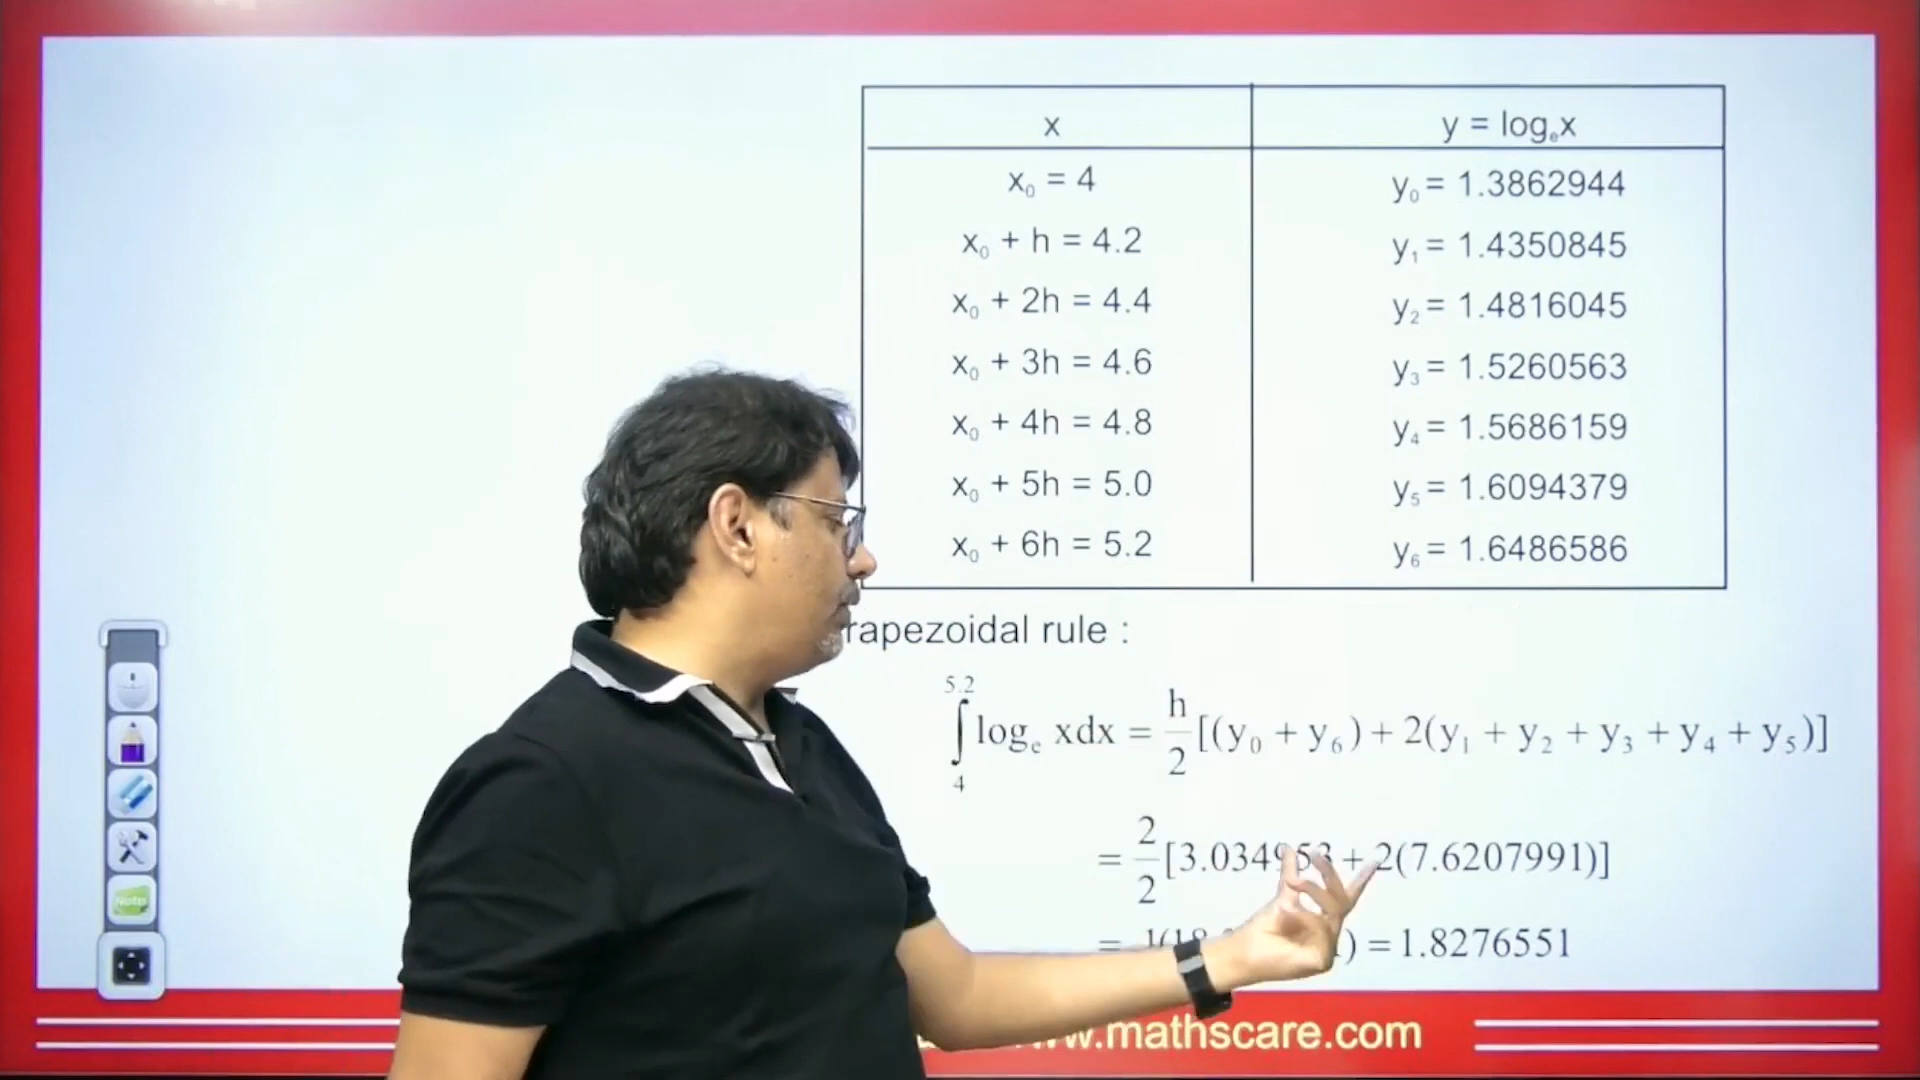 x y = logₑx
x₀ = 4 y₀ = 1.3862944
x₀ + h = 4.2 y₁ = 1.4350845
x₀ + 2h = 4.4 y₂ = 1.4816045
x₀ + 3h = 4.6 y₃ = 1.5260563
x₀ + 4h = 4.8 y₄ = 1.5686159
x₀ + 5h = 5.0 y₅ = 1.6094379
x₀ + 6h = 5.2 y₆ = 1.6486586
rapezoidal rule :
∫₄^5.2 logₑ xdx = h/2 [(y₀ + y₆) + 2(y₁ + y₂ + y₃ + y₄ + y₅)]
= 2/2 [3.034953 + 2(7.6207991)]
= ) = 1.8276551
Note
www.mathscare.com